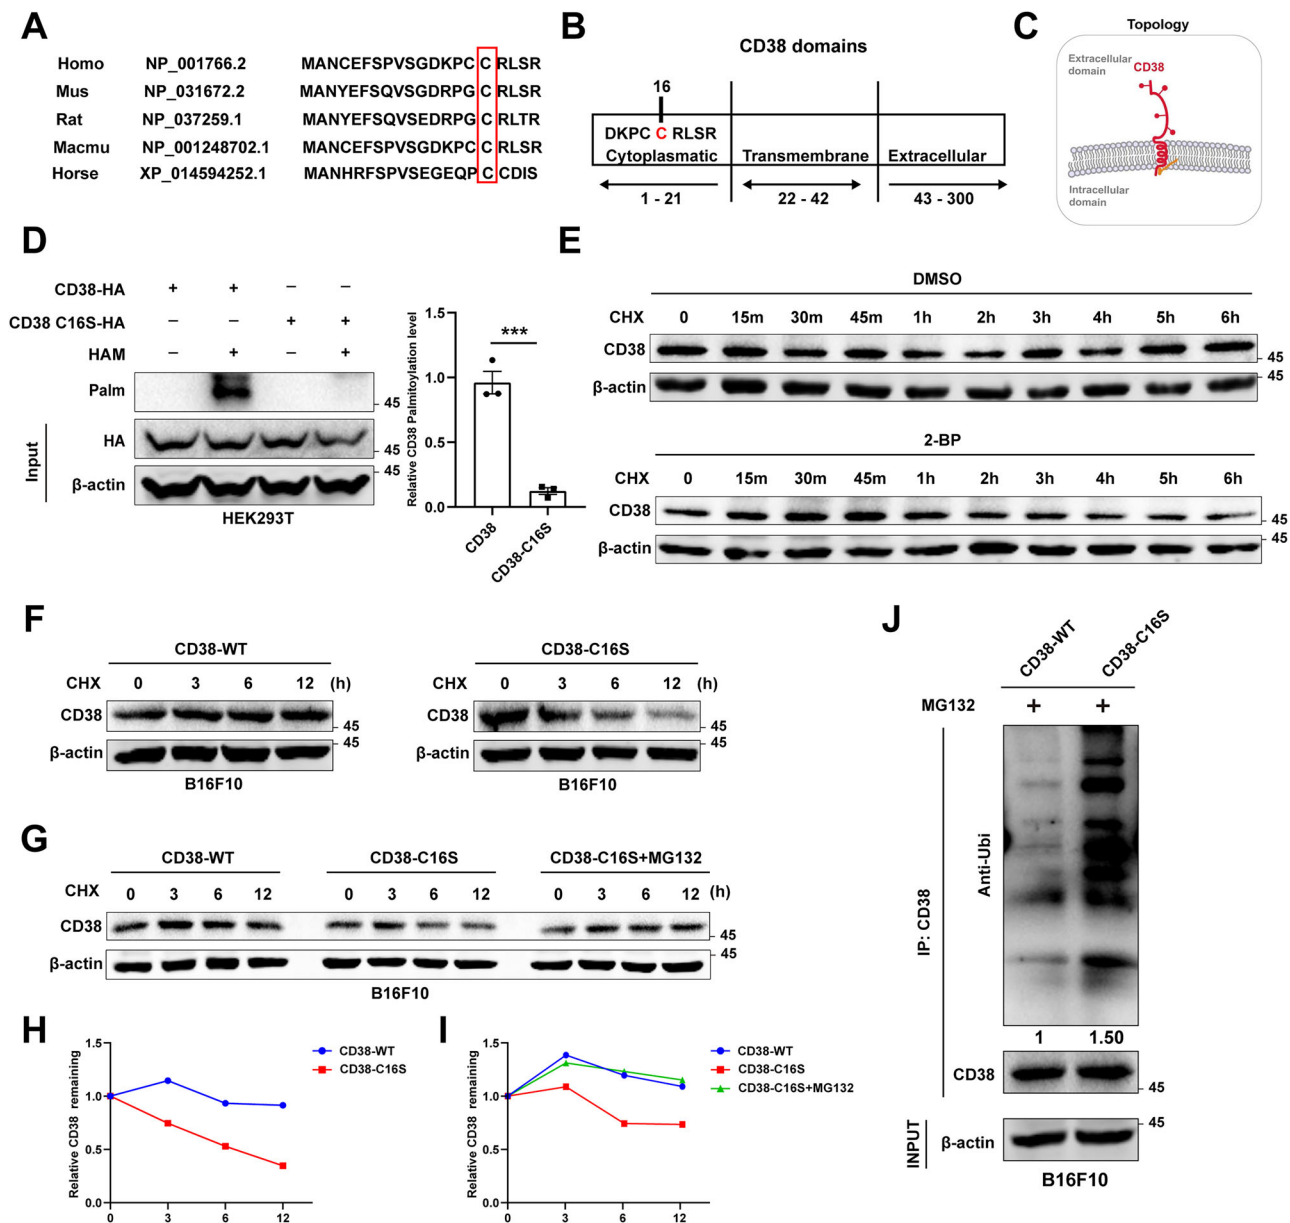 A
Homo NP_001766.2 MANCEFSPVSGDKPC C RLSR
Mus NP_031672.2 MANYEFSQVSGDRPG C RLSR
Rat NP_037259.1 MANYEFSQVSEDRPG C RLTR
Macmu NP_001248702.1 MANCEFSPVSGDKPC C RLSR
Horse XP_014594252.1 MANHRFSPVSEGEQP C CDIS
B
CD38 domains
16
DKPC C RLSR
Cytoplasmatic Transmembrane Extracellular
1 - 21 22 - 42 43 - 300
C
Topology
Extracellular
domain
CD38
Intracellular
domain
D
CD38-HA + + – –
CD38 C16S-HA – – + +
HAM – + – +
Palm
45
Input
HA
45
β-actin
45
HEK293T
Relative CD38 Palmitoylation level
1.5
1.0
0.5
0.0
***
CD38
CD38-C16S
E
DMSO
CHX 0 15m 30m 45m 1h 2h 3h 4h 5h 6h
CD38
45
β-actin
45
2-BP
CHX 0 15m 30m 45m 1h 2h 3h 4h 5h 6h
CD38
45
β-actin
45
F
CD38-WT
CHX 0 3 6 12 (h)
CD38
45
β-actin
45
B16F10
CD38-C16S
CHX 0 3 6 12 (h)
CD38
45
β-actin
45
B16F10
G
CD38-WT CD38-C16S CD38-C16S+MG132
CHX 0 3 6 12 0 3 6 12 0 3 6 12 (h)
CD38
45
β-actin
45
B16F10
H
Relative CD38 remaining
1.5
1.0
0.5
0.0
0 3 6 12
CD38-WT
CD38-C16S
I
Relative CD38 remaining
1.5
1.0
0.5
0.0
0 3 6 12
CD38-WT
CD38-C16S
CD38-C16S+MG132
J
CD38-WT
CD38-C16S
MG132 + +
IP: CD38
Anti-Ubi
1 1.50
CD38
45
INPUT
β-actin
45
B16F10